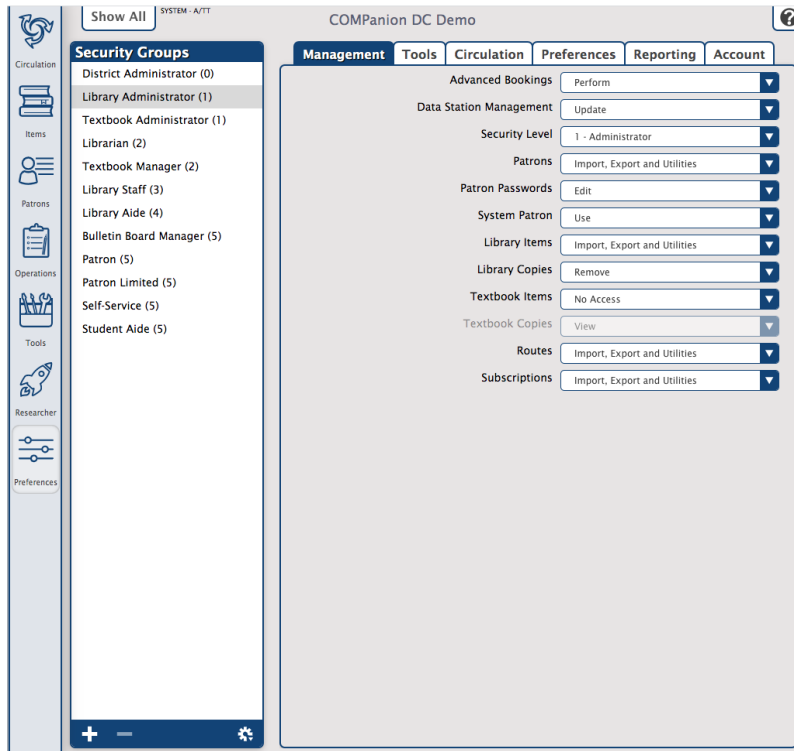 Show All
SYSTEM - A/TT
COMPanion DC Demo
?
Circulation
Items
Patrons
Operations
Tools
Researcher
Preferences
Security Groups
District Administrator (0)
Library Administrator (1)
Textbook Administrator (1)
Librarian (2)
Textbook Manager (2)
Library Staff (3)
Library Aide (4)
Bulletin Board Manager (5)
Patron (5)
Patron Limited (5)
Self-Service (5)
Student Aide (5)
Management Tools Circulation Preferences Reporting Account
Advanced Bookings Perform
Data Station Management Update
Security Level 1 - Administrator
Patrons Import, Export and Utilities
Patron Passwords Edit
System Patron Use
Library Items Import, Export and Utilities
Library Copies Remove
Textbook Items No Access
Textbook Copies View
Routes Import, Export and Utilities
Subscriptions Import, Export and Utilities